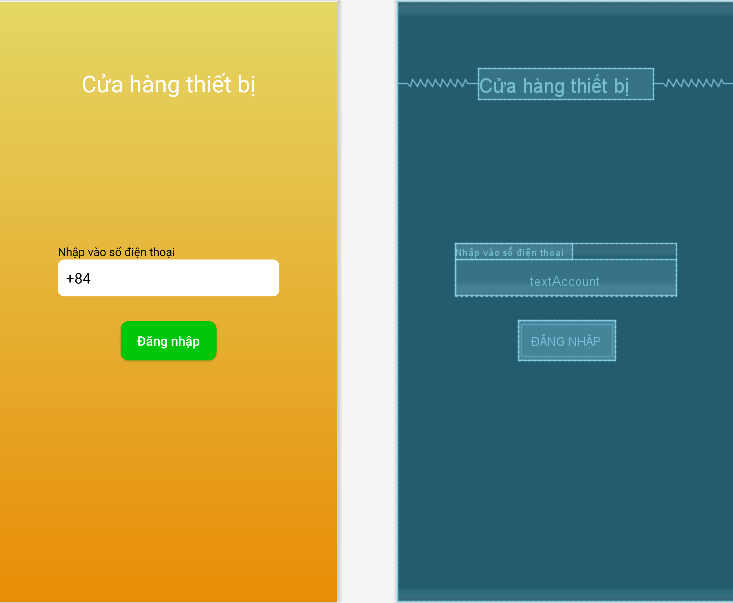 Cửa hàng thiết bị
Nhập vào số điện thoại
+84
Đăng nhập
Cửa hàng thiết bị
Nhập vào số điện thoại
textAccount
ĐĂNG NHẬP